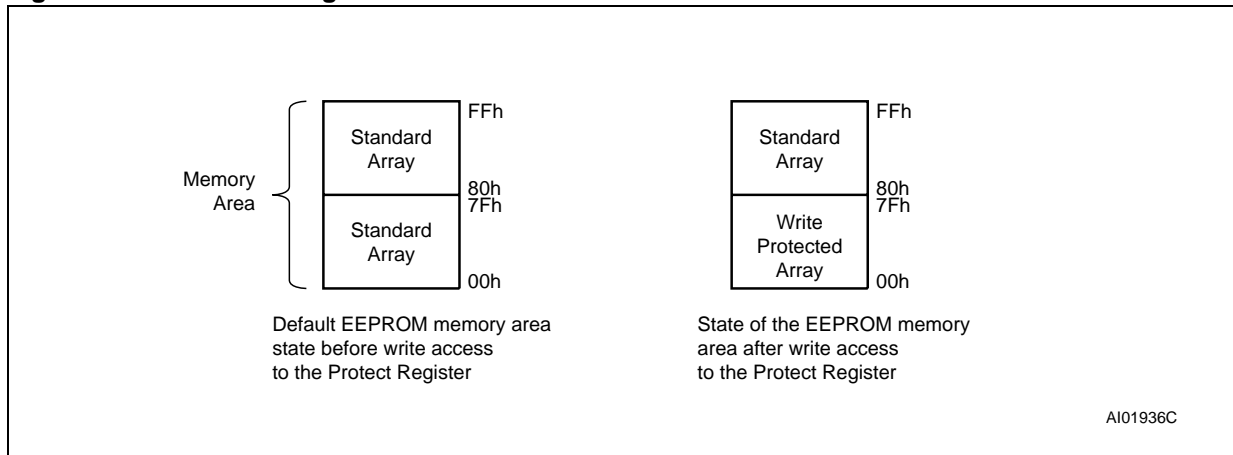 Memory
Area
FFh
Standard
Array
80h
7Fh
Standard
Array
00h
Default EEPROM memory area
state before write access
to the Protect Register
FFh
Standard
Array
80h
7Fh
Write
Protected
Array
00h
State of the EEPROM memory
area after write access
to the Protect Register
AI01936C